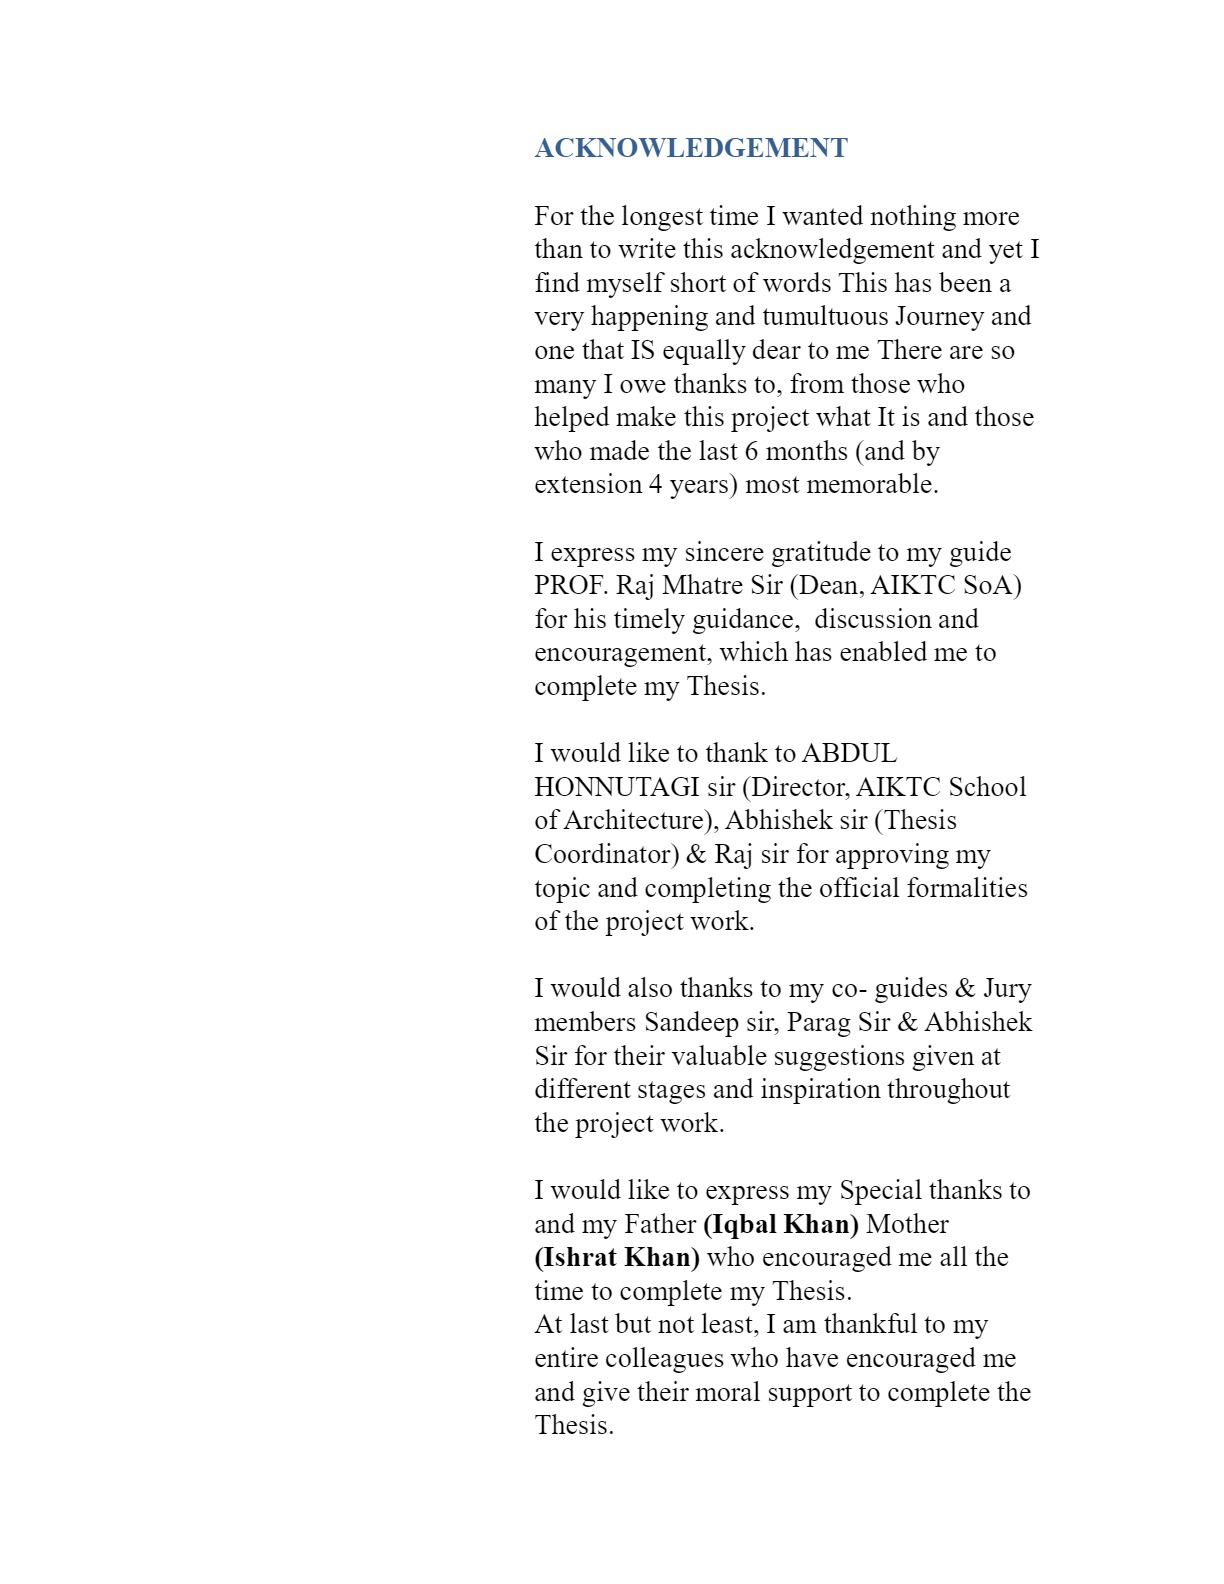 ACKNOWLEDGEMENT
For the longest time I wanted nothing more
than to write this acknowledgement and yet I
find myself short of words This has been a
very happening and tumultuous Journey and
one that IS equally dear to me There are so
many I owe thanks to, from those who
helped make this project what It is and those
who made the last 6 months (and by
extension 4 years) most memorable.
I express my sincere gratitude to my guide
PROF. Raj Mhatre Sir (Dean, AIKTC SoA)
for his timely guidance,  discussion and
encouragement, which has enabled me to
complete my Thesis.
I would like to thank to ABDUL
HONNUTAGI sir (Director, AIKTC School
of Architecture), Abhishek sir (Thesis
Coordinator) & Raj sir for approving my
topic and completing the official formalities
of the project work.
I would also thanks to my co- guides & Jury
members Sandeep sir, Parag Sir & Abhishek
Sir for their valuable suggestions given at
different stages and inspiration throughout
the project work.
I would like to express my Special thanks to
and my Father (Iqbal Khan) Mother
(Ishrat Khan) who encouraged me all the
time to complete my Thesis.
At last but not least, I am thankful to my
entire colleagues who have encouraged me
and give their moral support to complete the
Thesis.